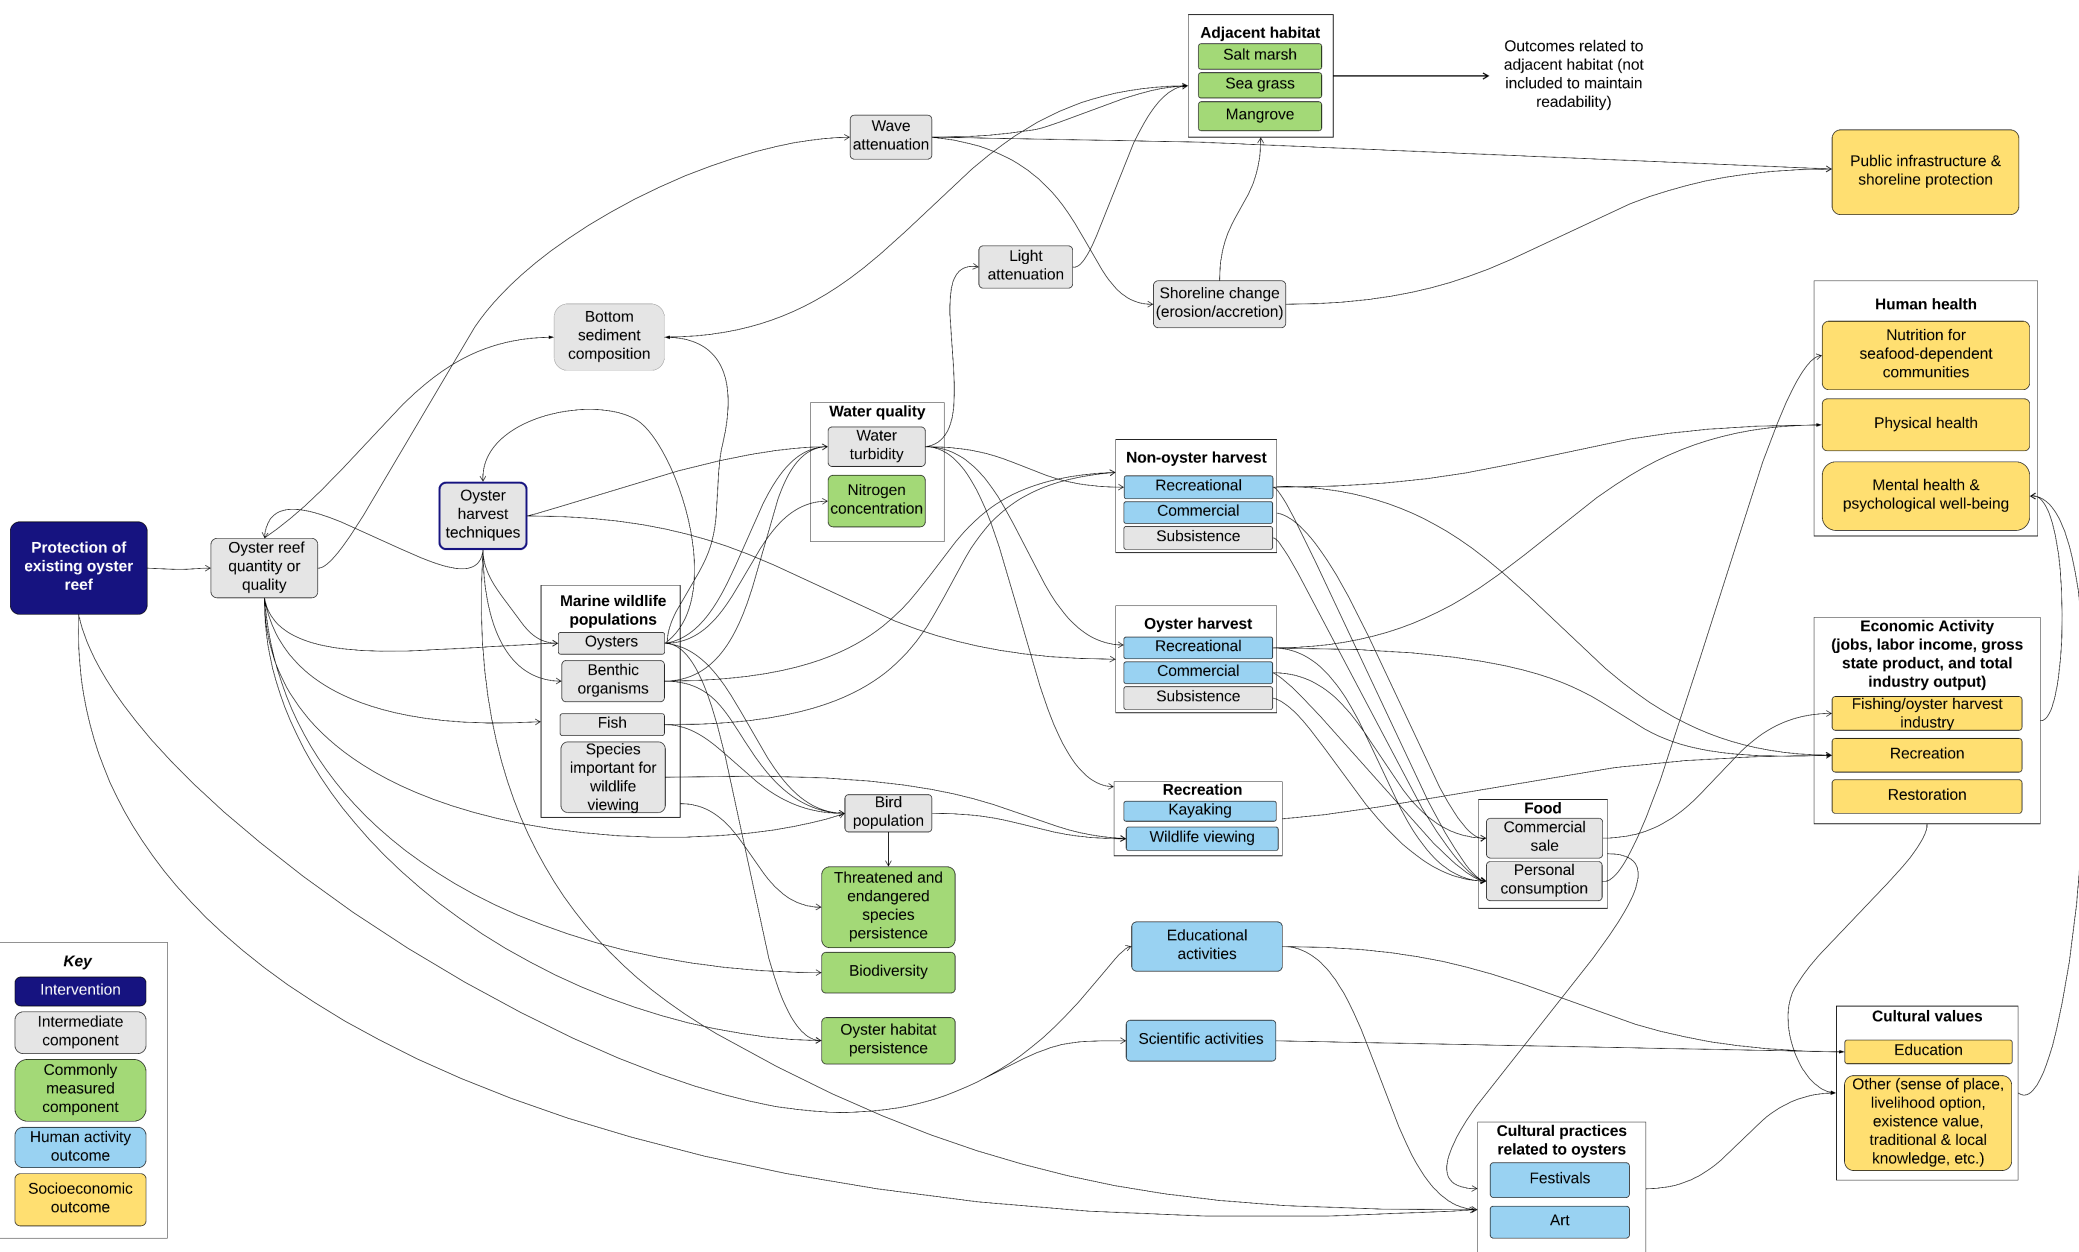 Adjacent habitat
Salt marsh
Sea grass
Mangrove
Outcomes related to
adjacent habitat (not
included to maintain
readability)
Wave
attenuation
Public infrastructure &
shoreline protection
Light
attenuation
Shoreline change
(erosion/accretion)
Bottom
sediment
composition
Human health
Nutrition for
seafood-dependent
communities
Physical health
Mental health &
psychological well-being
Water quality
Water
turbidity
Nitrogen
concentration
Non-oyster harvest
Recreational
Commercial
Subsistence
Oyster
harvest
techniques
Protection of
existing oyster
reef
Oyster reef
quantity or
quality
Marine wildlife
populations
Oysters
Benthic
organisms
Fish
Species
important for
wildlife
viewing
Oyster harvest
Recreational
Commercial
Subsistence
Economic Activity
(jobs, labor income, gross
state product, and total
industry output)
Fishing/oyster harvest
industry
Recreation
Restoration
Bird
population
Recreation
Kayaking
Wildlife viewing
Food
Commercial
sale
Personal
consumption
Threatened and
endangered
species
persistence
Biodiversity
Oyster habitat
persistence
Educational
activities
Scientific activities
Cultural values
Education
Other (sense of place,
livelihood option,
existence value,
traditional & local
knowledge, etc.)
Cultural practices
related to oysters
Festivals
Art
Key
Intervention
Intermediate
component
Commonly
measured
component
Human activity
outcome
Socioeconomic
outcome